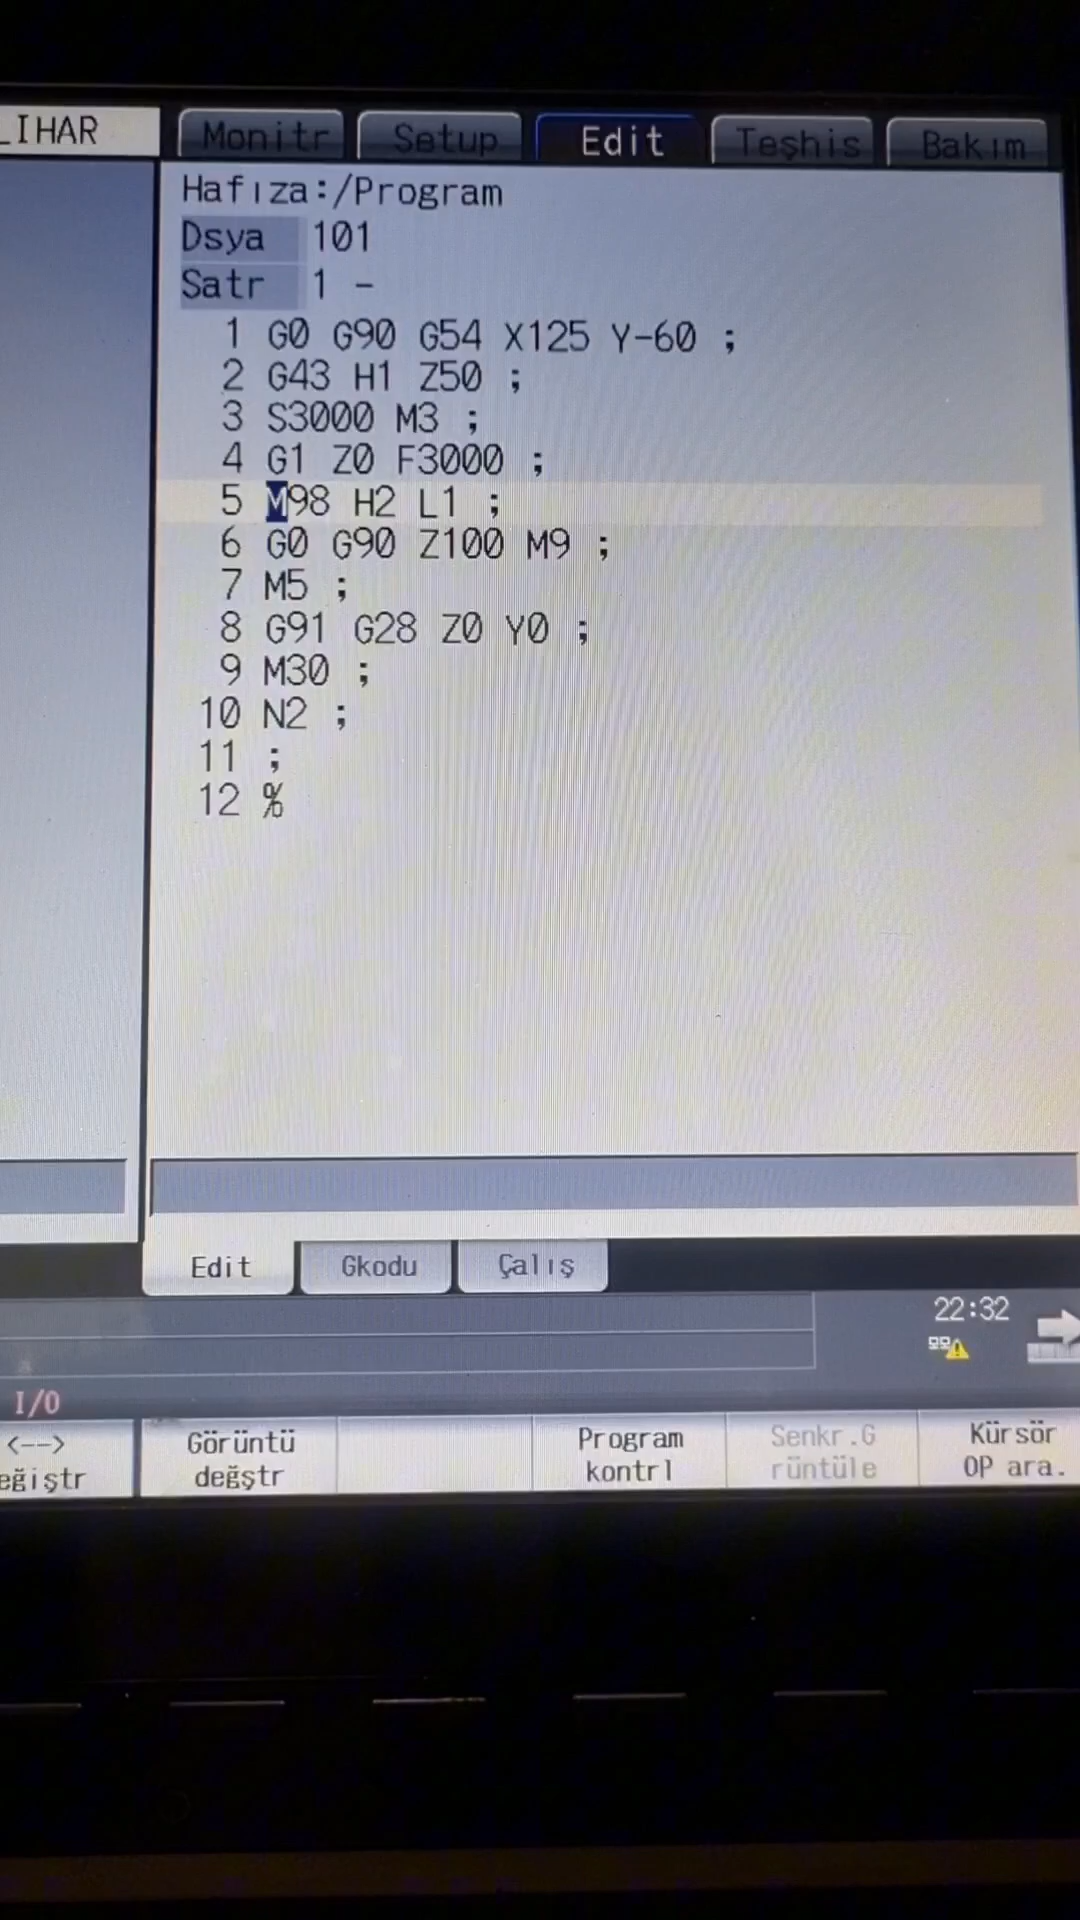 LIHAR
Monitr Setup Edit Teşhis Bakım
Hafıza:/Program
Dsya 101
Satr 1 -
1 G0 G90 G54 X125 Y-60 ;
2 G43 H1 Z50 ;
3 S3000 M3 ;
4 G1 Z0 F3000 ;
5 M98 H2 L1 ;
6 G0 G90 Z100 M9 ;
7 M5 ;
8 G91 G28 Z0 Y0 ;
9 M30 ;
10 N2 ;
11 ;
12 %
Edit Gkodu Çalış
22:32
I/O
<-->
eğiştr
Görüntü
değştr
Program
kontrl
Senkr.G
rüntüle
Kürsör
OP ara.